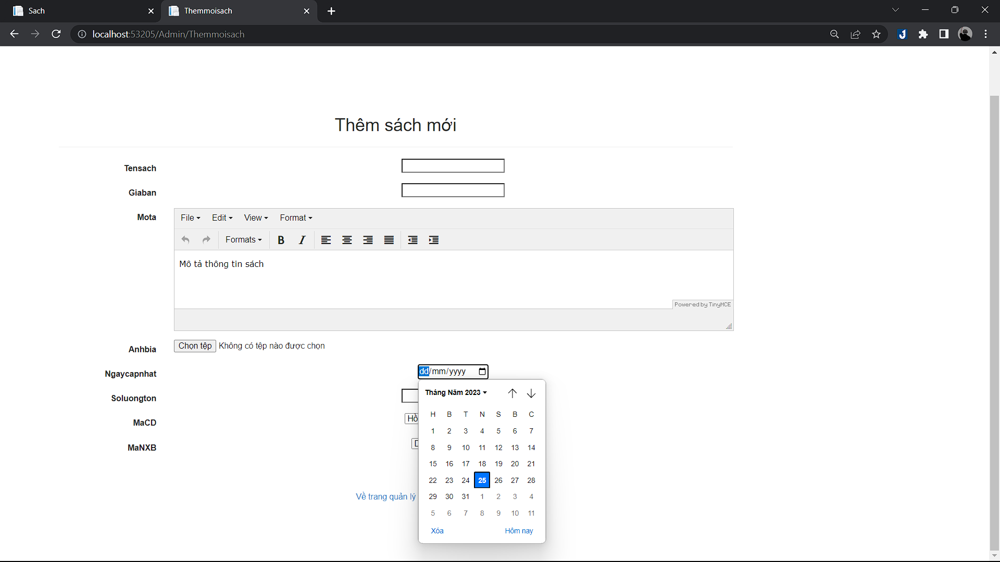 Sach
Themmoisach
localhost:53205/Admin/Themmoisach
Thêm sách mới
Tensach
Giaban
Mota
File Edit View Format
Formats B I
Mô tả thông tin sách
Powered by TinyMCE
Anhbia Chọn tệp Không có tệp nào được chọn
Ngaycapnhat dd/mm/yyyy
Tháng Năm 2023
Soluongton
H B T N S B C
MaCD Hồ
1 2 3 4 5 6 7
MaNXB
8 9 10 11 12 13 14
15 16 17 18 19 20 21
22 23 24 25 26 27 28
Về trang quản lý
29 30 31 1 2 3 4
5 6 7 8 9 10 11
Xóa Hôm nay